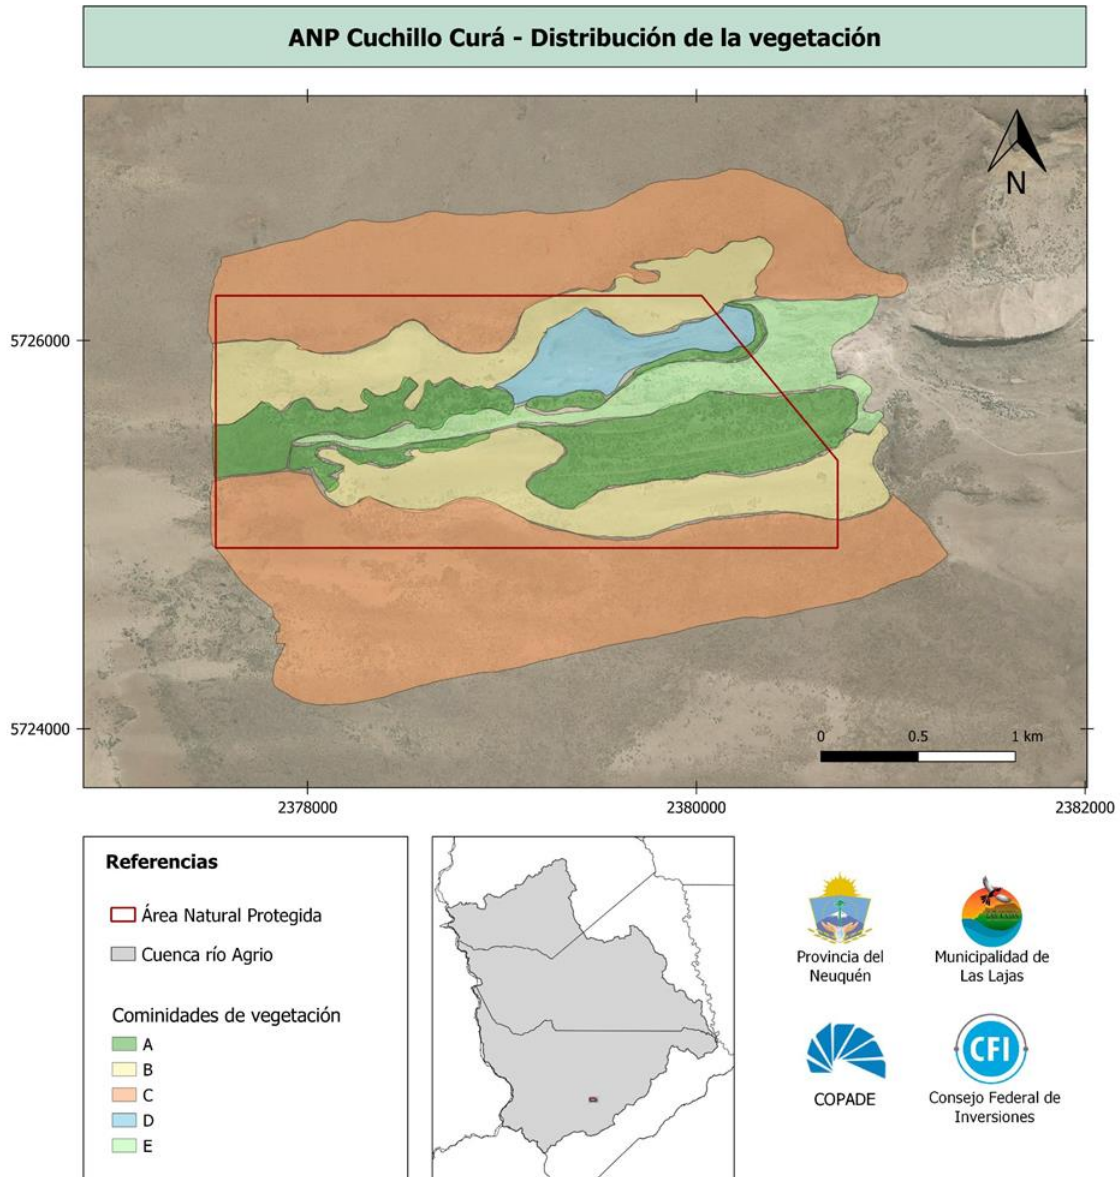 ANP Cuchillo Curá - Distribución de la vegetación
N
5726000
5724000
0 0.5 1 km
2378000 2380000 2382000
Referencias
Área Natural Protegida
Cuenca río Agrio
Cominidades de vegetación
A
B
C
D
E
Provincia del
Neuquén
Municipalidad de
Las Lajas
COPADE
CFI
Consejo Federal de
Inversiones